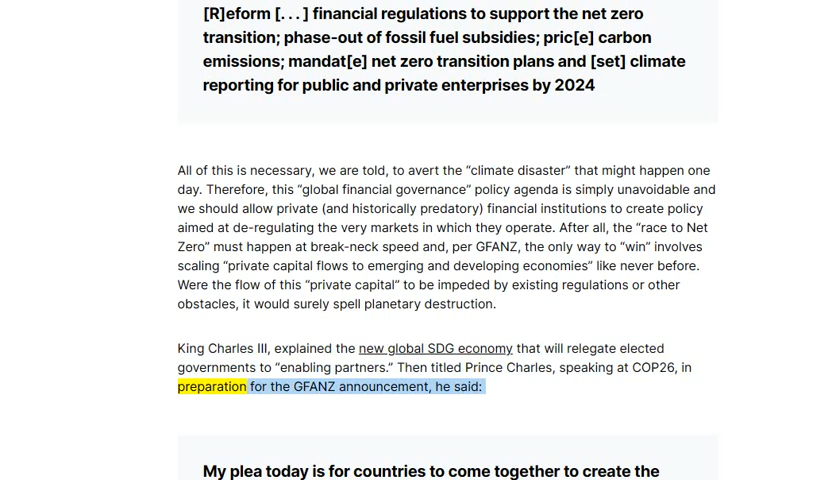 [R]eform [. . . ] financial regulations to support the net zero
transition; phase-out of fossil fuel subsidies; pric[e] carbon
emissions; mandat[e] net zero transition plans and [set] climate
reporting for public and private enterprises by 2024
All of this is necessary, we are told, to avert the “climate disaster” that might happen one
day. Therefore, this “global financial governance” policy agenda is simply unavoidable and
we should allow private (and historically predatory) financial institutions to create policy
aimed at de-regulating the very markets in which they operate. After all, the “race to Net
Zero” must happen at break-neck speed and, per GFANZ, the only way to “win” involves
scaling “private capital flows to emerging and developing economies” like never before.
Were the flow of this “private capital” to be impeded by existing regulations or other
obstacles, it would surely spell planetary destruction.
King Charles III, explained the new global SDG economy that will relegate elected
governments to “enabling partners.” Then titled Prince Charles, speaking at COP26, in
preparation for the GFANZ announcement, he said:
My plea today is for countries to come together to create the